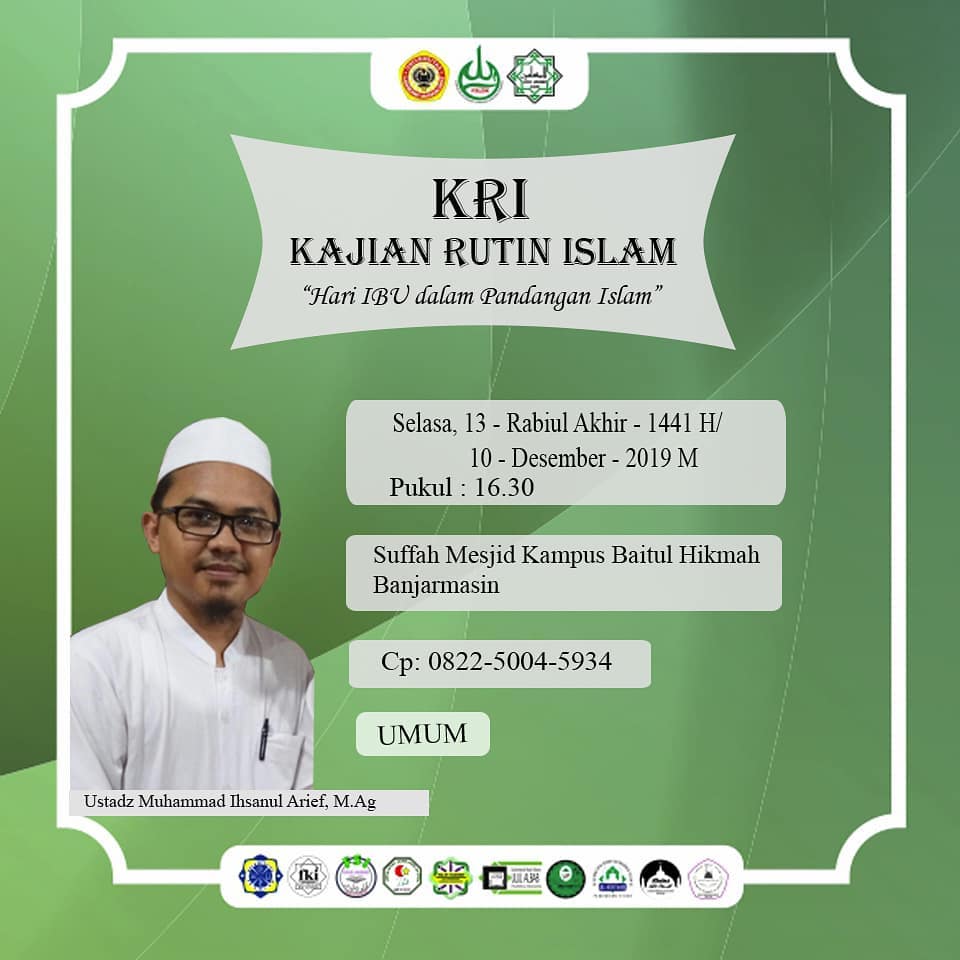 KRI
KAJIAN RUTIN ISLAM
“Hari IBU dalam Pandangan Islam”
Selasa, 13 - Rabiul Akhir - 1441 H/
10 - Desember - 2019 M
Pukul : 16.30
Suffah Mesjid Kampus Baitul Hikmah
Banjarmasin
Cp: 0822-5004-5934
UMUM
Ustadz Muhammad Ihsanul Arief, M.Ag
fki